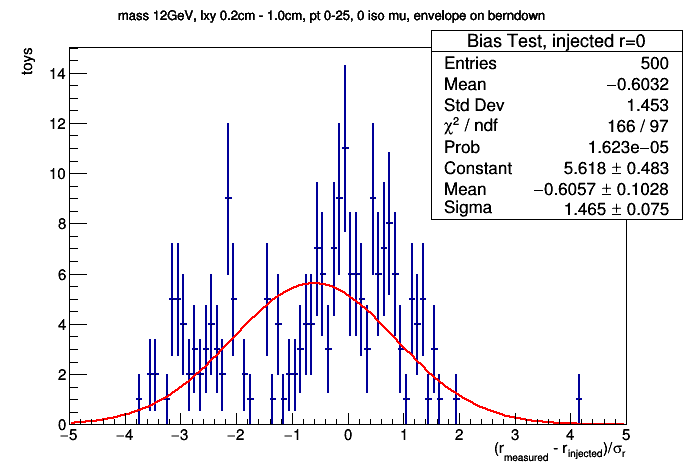 mass 12GeV, lxy 0.2cm - 1.0cm, pt 0-25, 0 iso mu, envelope on berndown
Bias Test, injected r=0
Entries 500
Mean −0.6032
Std Dev 1.453
χ² / ndf 166 / 97
Prob 1.623e−05
Constant 5.618 ± 0.483
Mean −0.6057 ± 0.1028
Sigma 1.465 ± 0.075
toys
14
12
10
8
6
4
2
0
−5 −4 −3 −2 −1 0 1 2 3 4 5
(r_measured - r_injected)/σ_r